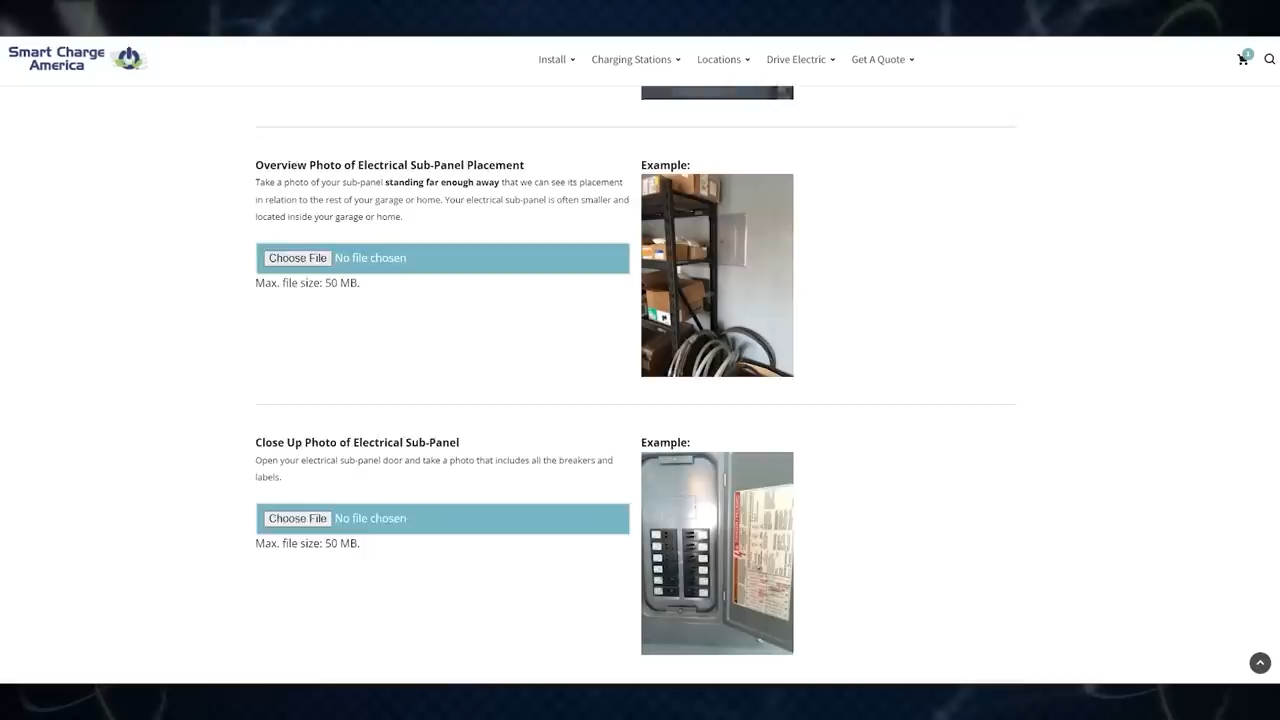 Smart Charge
America
Install
Charging Stations
Locations
Drive Electric
Get A Quote
1
Overview Photo of Electrical Sub-Panel Placement
Take a photo of your sub-panel standing far enough away that we can see its placement
in relation to the rest of your garage or home. Your electrical sub-panel is often smaller and
located inside your garage or home.
Choose File No file chosen
Max. file size: 50 MB.
Example:
Close Up Photo of Electrical Sub-Panel
Open your electrical sub-panel door and take a photo that includes all the breakers and
labels.
Choose File No file chosen
Max. file size: 50 MB.
Example: